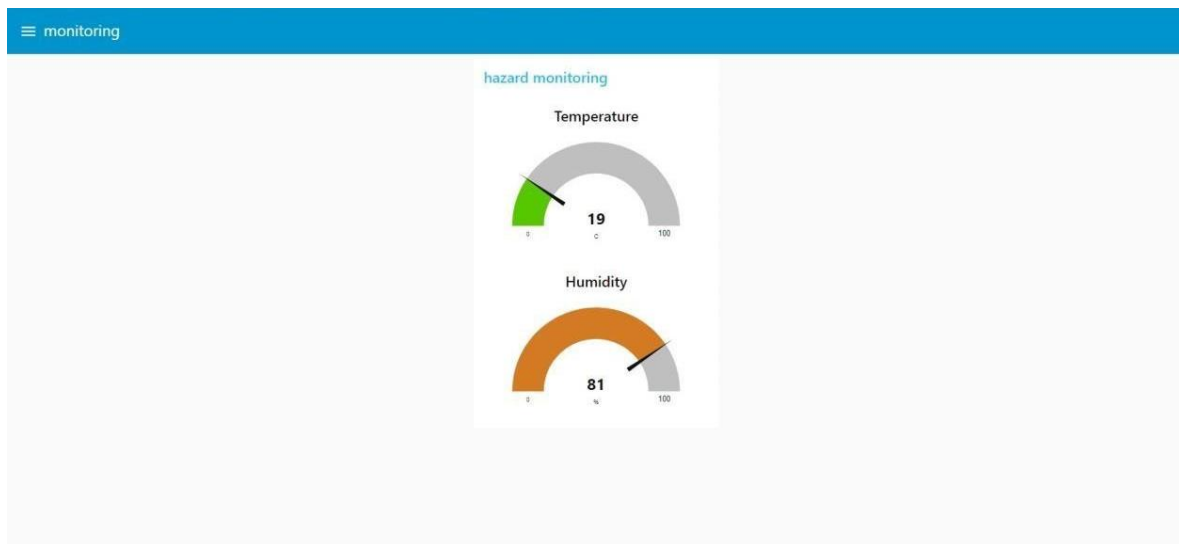 monitoring
hazard monitoring
Temperature
19
0 C 100
Humidity
81
0 % 100